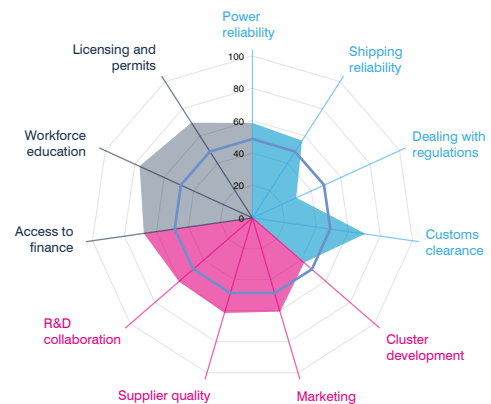 Power
reliability
Shipping
reliability
Dealing with
regulations
Customs
clearance
Cluster
development
Marketing
Supplier quality
R&D
collaboration
Access to
finance
Workforce
education
Licensing and
permits
100
80
60
40
20
0